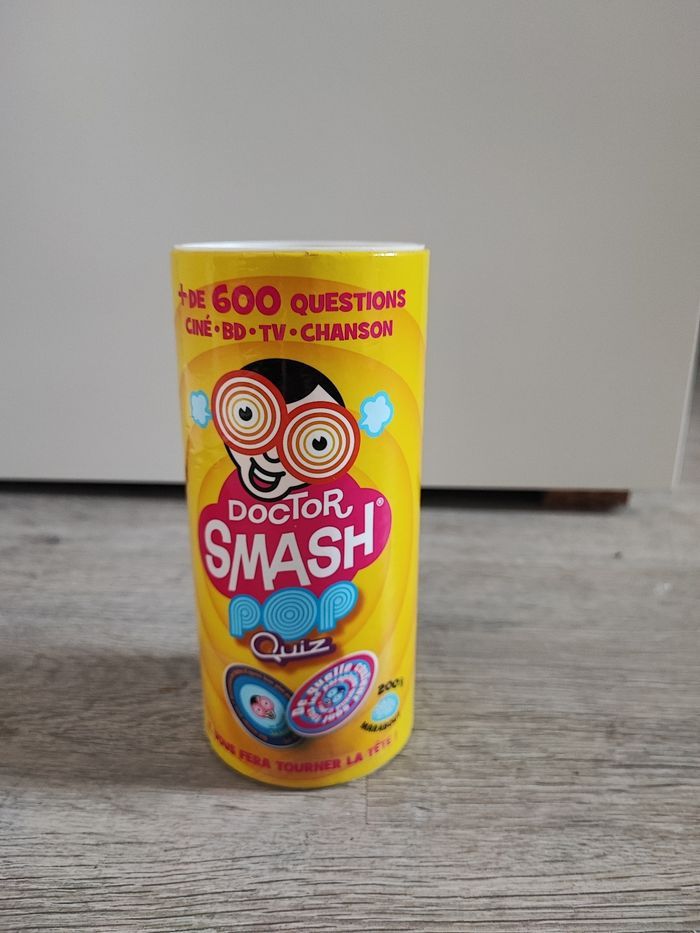 + DE 600 QUESTIONS
CINÉ • BD • TV • CHANSON
DOCTOR
SMASH®
POP
Quiz
VOUS FERA TOURNER LA TÊTE !